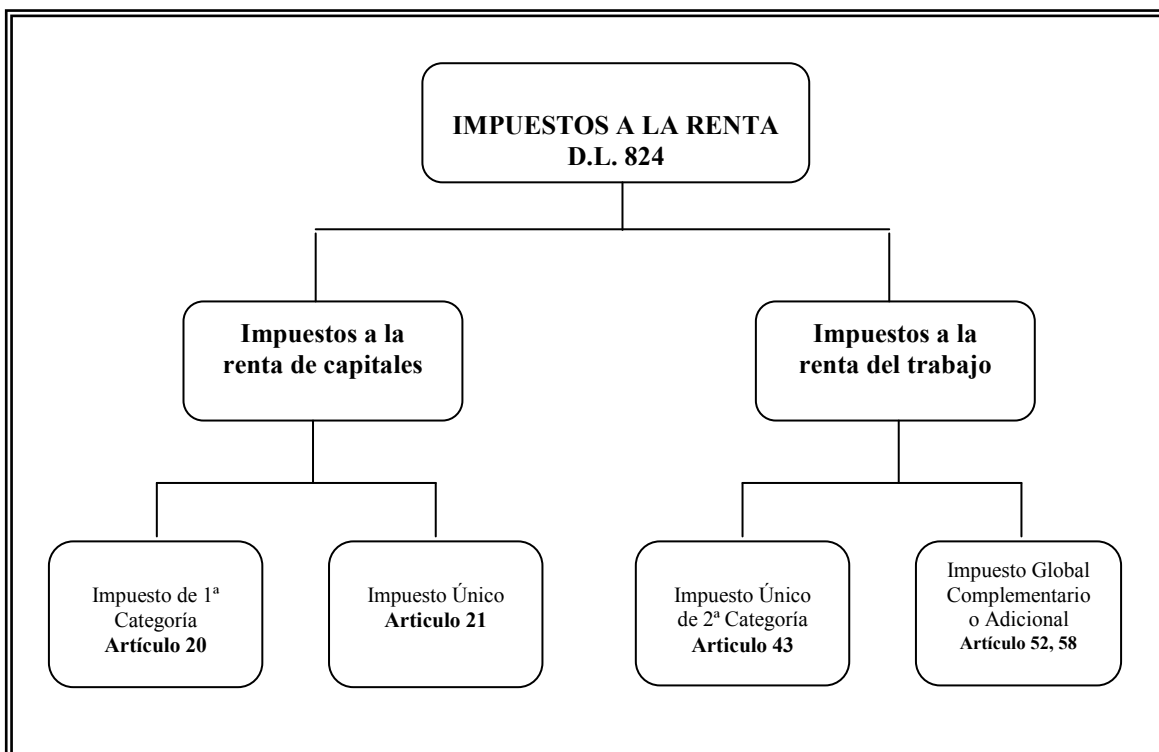 IMPUESTOS A LA RENTA
D.L. 824
Impuestos a la
renta de capitales
Impuestos a la
renta del trabajo
Impuesto de 1ª
Categoría
Artículo 20
Impuesto Único
Articulo 21
Impuesto Único
de 2ª Categoría
Articulo 43
Impuesto Global
Complementario
o Adicional
Artículo 52, 58